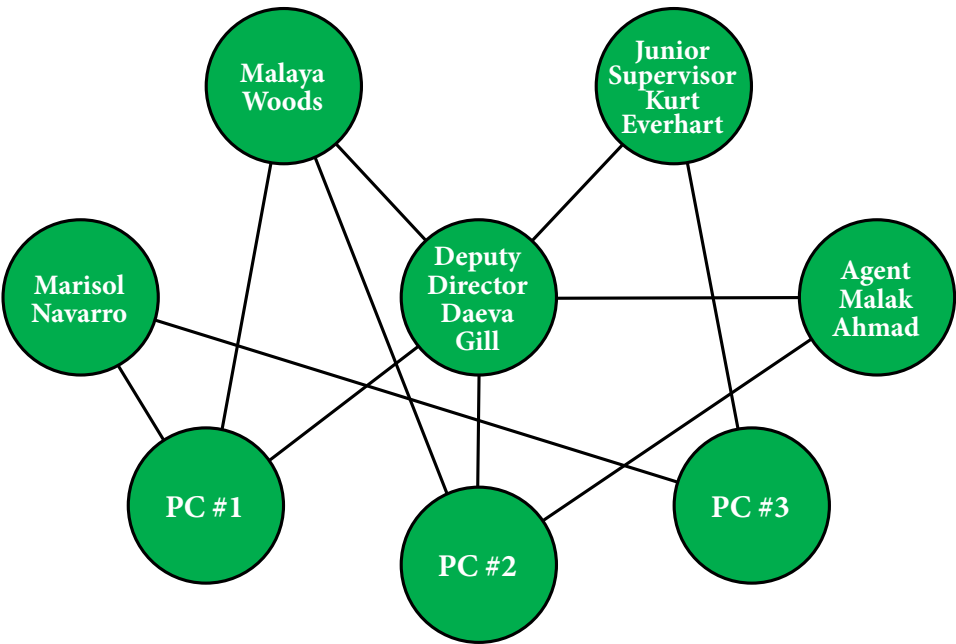 Malaya
Woods
Junior
Supervisor
Kurt
Everhart
Marisol
Navarro
Deputy
Director
Daeva
Gill
Agent
Malak
Ahmad
PC #1
PC #2
PC #3